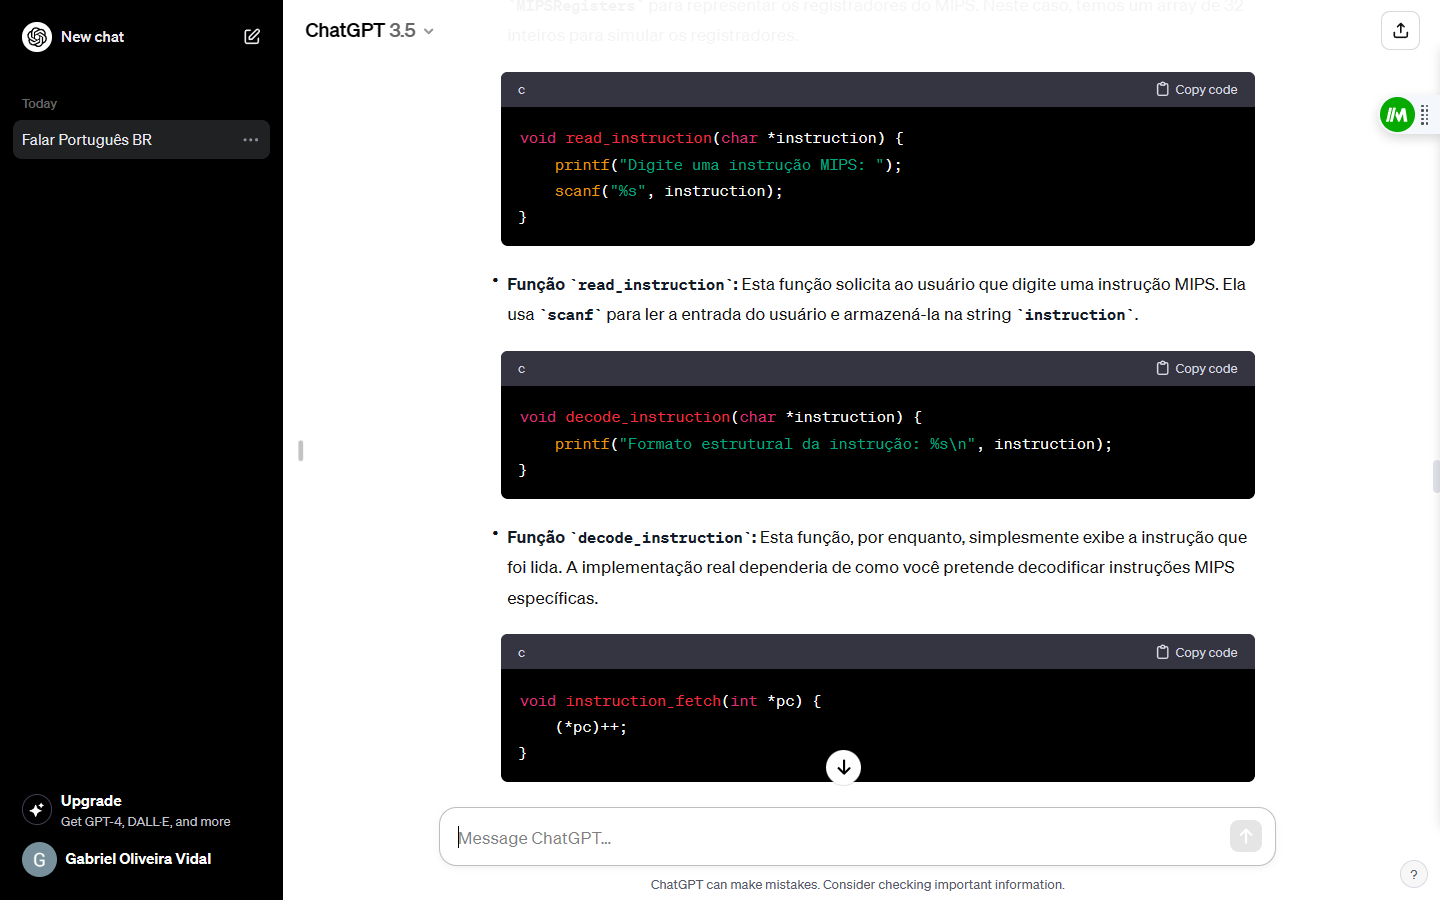 New chat
Today
Falar Português BR
Upgrade
Get GPT-4, DALL·E, and more
G
Gabriel Oliveira Vidal
ChatGPT 3.5
`MIPSRegisters` para representar os registradores do MIPS. Neste caso, temos um array de 32
inteiros para simular os registradores.
c
Copy code
void read_instruction(char *instruction) {
    printf("Digite uma instrução MIPS: ");
    scanf("%s", instruction);
}
• Função `read_instruction`: Esta função solicita ao usuário que digite uma instrução MIPS. Ela
usa `scanf` para ler a entrada do usuário e armazená-la na string `instruction`.
c
Copy code
void decode_instruction(char *instruction) {
    printf("Formato estrutural da instrução: %s\n", instruction);
}
• Função `decode_instruction`: Esta função, por enquanto, simplesmente exibe a instrução que
foi lida. A implementação real dependeria de como você pretende decodificar instruções MIPS
específicas.
c
Copy code
void instruction_fetch(int *pc) {
    (*pc)++;
}
Message ChatGPT...
ChatGPT can make mistakes. Consider checking important information.
?